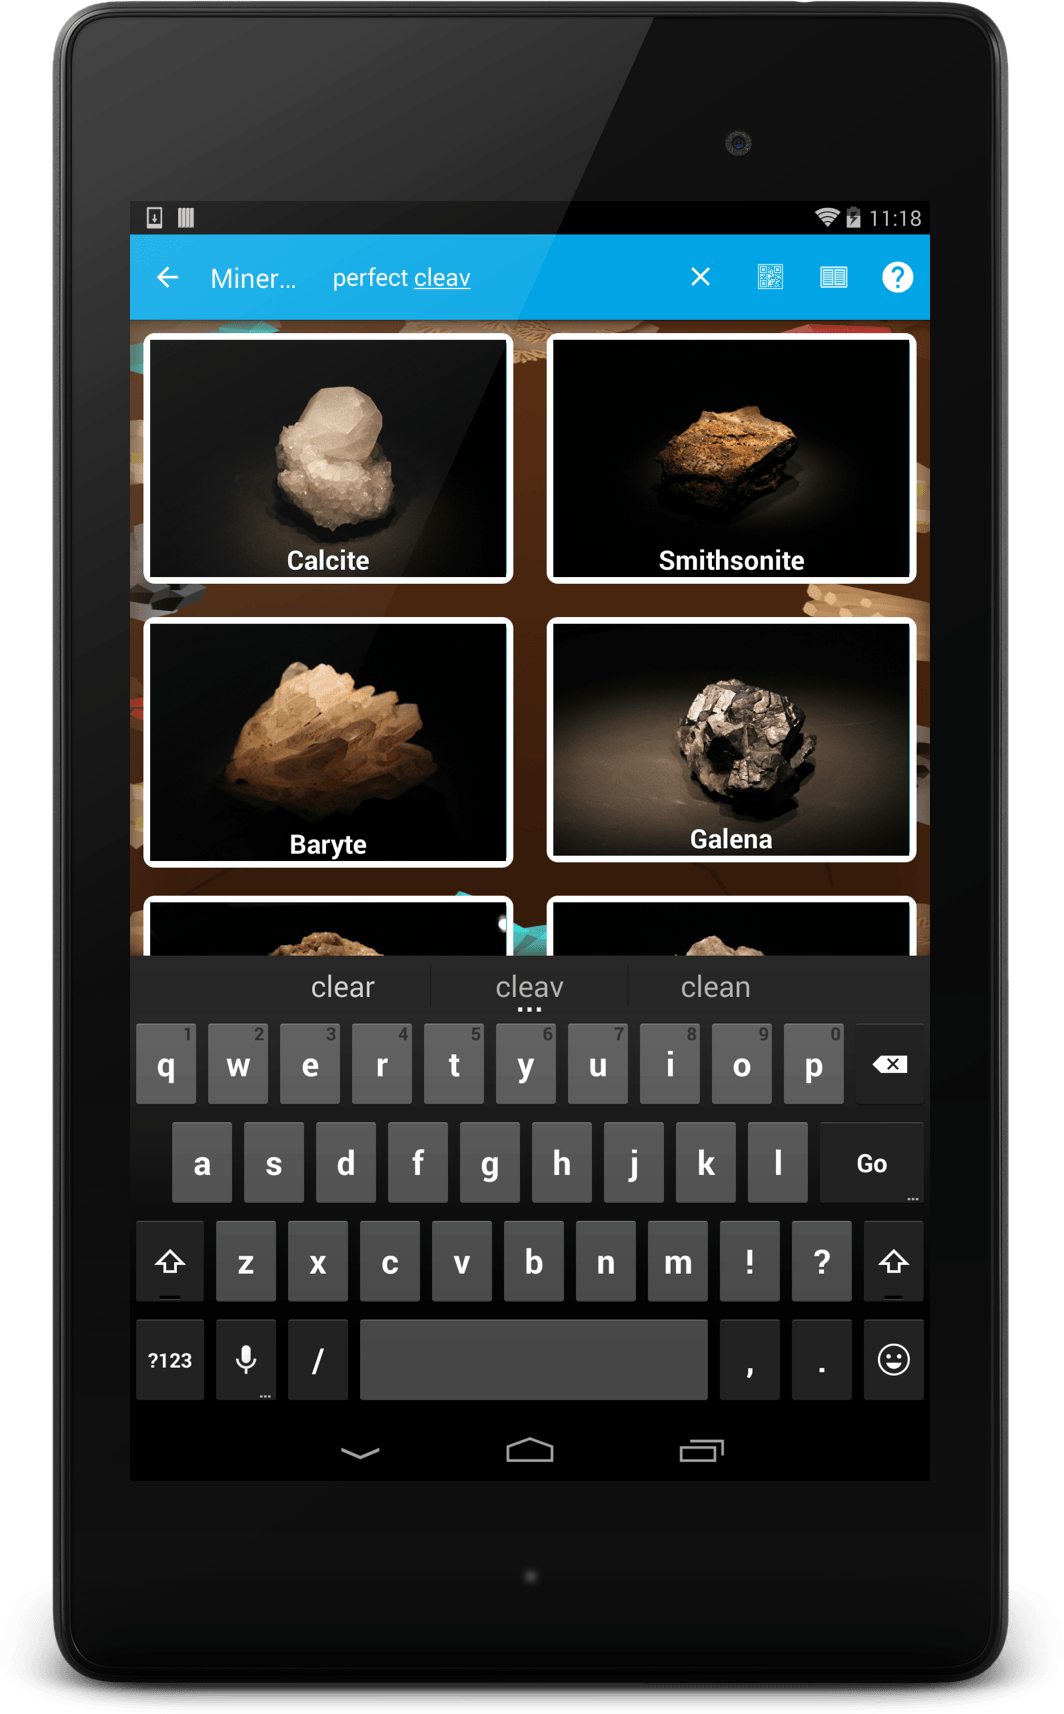 11:18
Miner... perfect cleav ?
Calcite
Smithsonite
Baryte
Galena
clear cleav clean
...
1 2 3 4 5 6 7 8 9 0
q w e r t y u i o p
a s d f g h j k l Go
...
z x c v b n m ! ?
?123 / , .
...